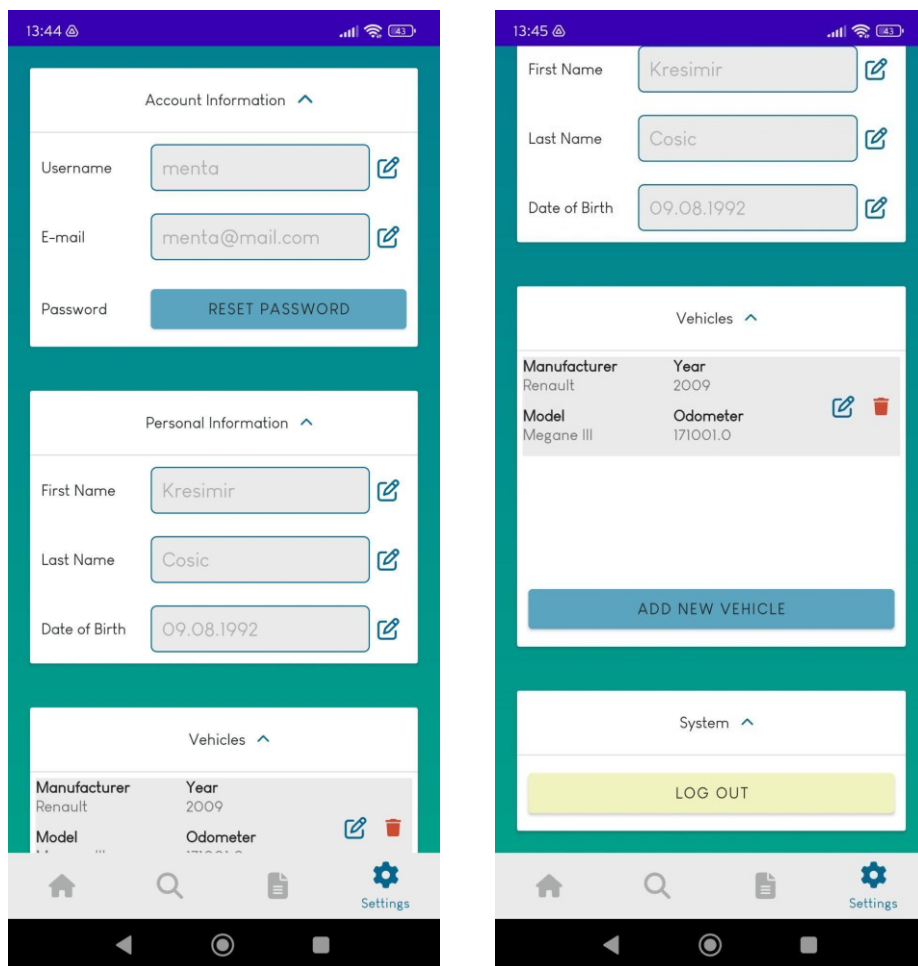 13:44
43
Account Information
Username
menta
E-mail
menta@mail.com
Password
RESET PASSWORD
Personal Information
First Name
Kresimir
Last Name
Cosic
Date of Birth
09.08.1992
Vehicles
Manufacturer
Year
Renault
2009
Model
Odometer
Settings
13:45
43
First Name
Kresimir
Last Name
Cosic
Date of Birth
09.08.1992
Vehicles
Manufacturer
Year
Renault
2009
Model
Odometer
Megane III
171001.0
ADD NEW VEHICLE
System
LOG OUT
Settings